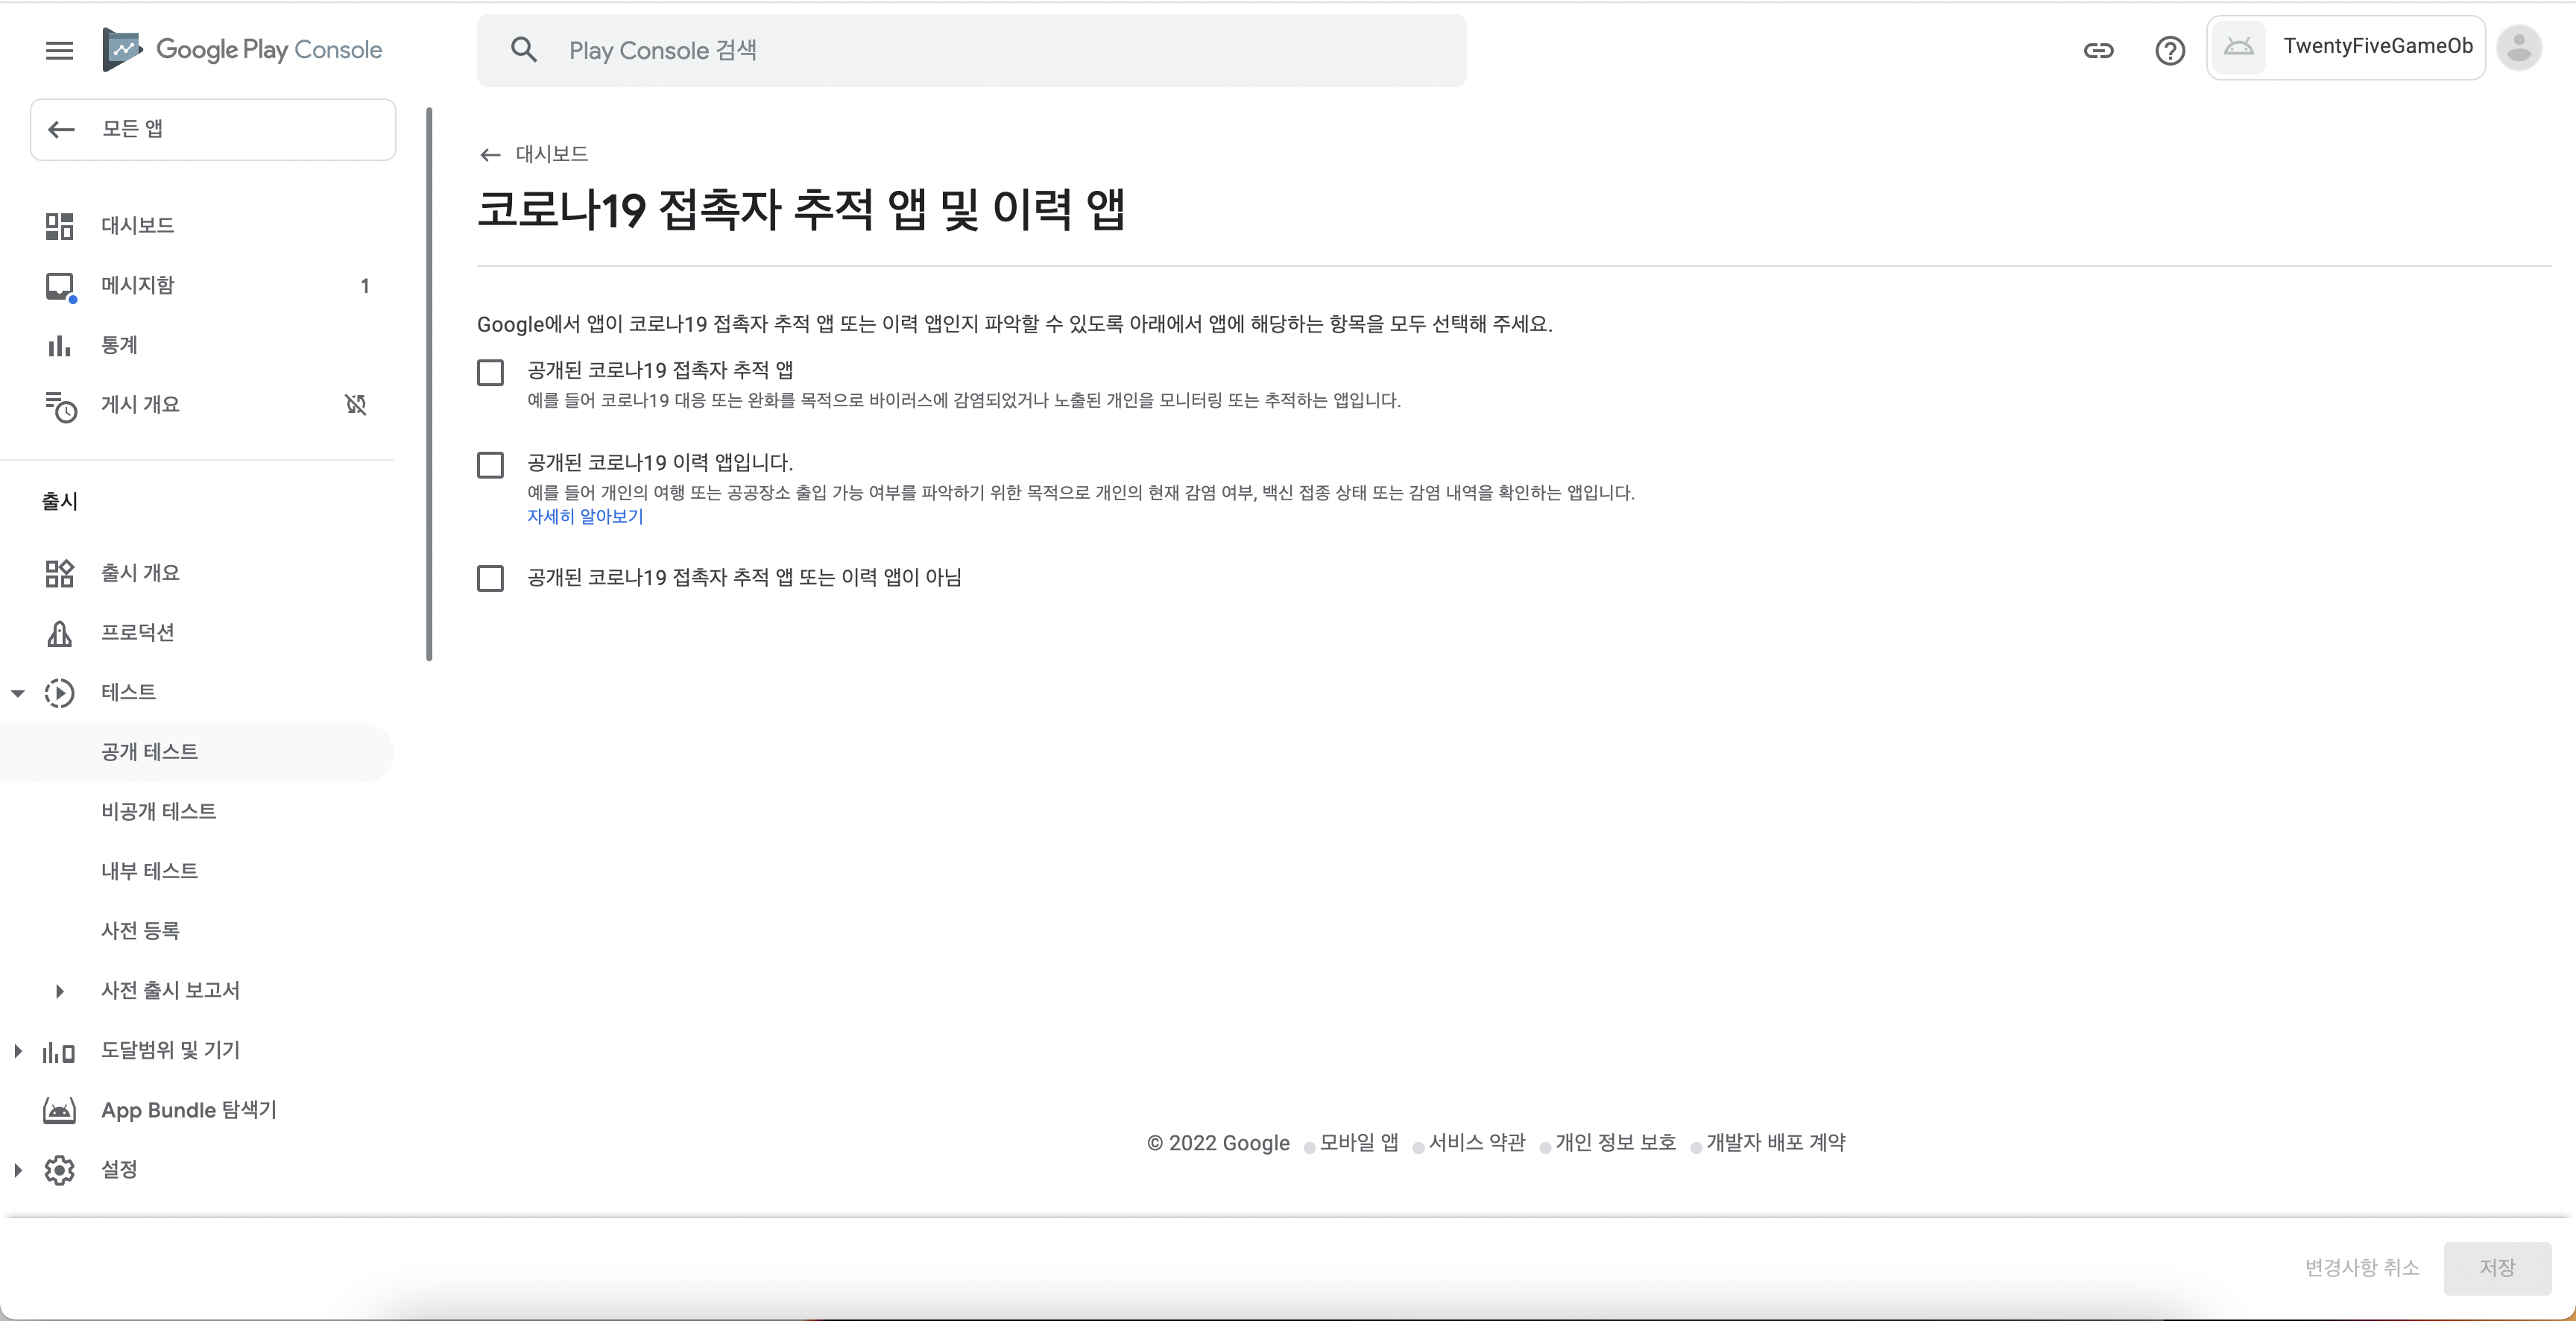 Google Play Console
Play Console 검색
TwentyFiveGameOb
모든 앱
대시보드
메시지함 1
통계
게시 개요
출시
출시 개요
프로덕션
테스트
공개 테스트
비공개 테스트
내부 테스트
사전 등록
사전 출시 보고서
도달범위 및 기기
App Bundle 탐색기
설정
대시보드
코로나19 접촉자 추적 앱 및 이력 앱
Google에서 앱이 코로나19 접촉자 추적 앱 또는 이력 앱인지 파악할 수 있도록 아래에서 앱에 해당하는 항목을 모두 선택해 주세요.
공개된 코로나19 접촉자 추적 앱
예를 들어 코로나19 대응 또는 완화를 목적으로 바이러스에 감염되었거나 노출된 개인을 모니터링 또는 추적하는 앱입니다.
공개된 코로나19 이력 앱입니다.
예를 들어 개인의 여행 또는 공공장소 출입 가능 여부를 파악하기 위한 목적으로 개인의 현재 감염 여부, 백신 접종 상태 또는 감염 내역을 확인하는 앱입니다.
자세히 알아보기
공개된 코로나19 접촉자 추적 앱 또는 이력 앱이 아님
© 2022 Google 모바일 앱 서비스 약관 개인 정보 보호 개발자 배포 계약
변경사항 취소 저장